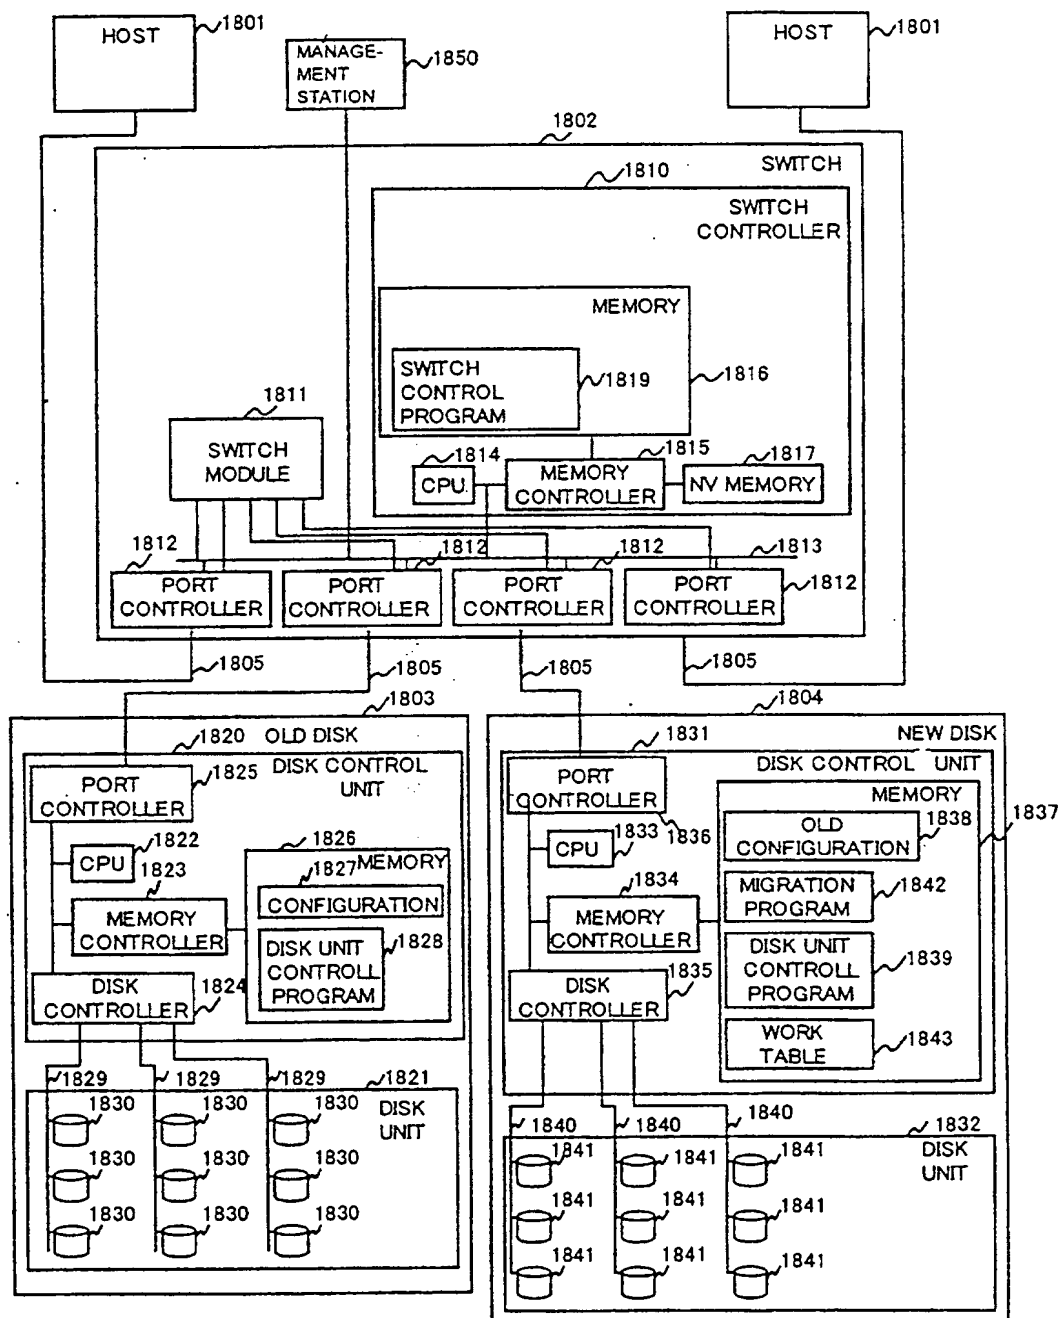 HOST
1801
MANAGE-
MENT
STATION
1850
HOST
1801
1802
SWITCH
1810
SWITCH
CONTROLLER
MEMORY
SWITCH
CONTROL
PROGRAM
1819
1816
1811
SWITCH
MODULE
1814
CPU
1815
MEMORY
CONTROLLER
1817
NV MEMORY
1813
1812
PORT
CONTROLLER
1812
PORT
CONTROLLER
1812
PORT
CONTROLLER
PORT
CONTROLLER
1812
1805
1805
1805
1805
1803
OLD DISK
1820
DISK CONTROL
UNIT
PORT
CONTROLLER
1825
1822
CPU
1823
MEMORY
CONTROLLER
1826
MEMORY
1827
CONFIGURATION
1828
DISK UNIT
CONTROLL
PROGRAM
DISK
CONTROLLER
1824
1829
1829
1829
1821
DISK
UNIT
1830
1830
1830
1830
1830
1830
1830
1830
1830
1804
NEW DISK
1831
DISK CONTROL UNIT
PORT
CONTROLLER
1836
1833
CPU
1834
MEMORY
CONTROLLER
MEMORY
1837
1838
OLD
CONFIGURATION
MIGRATION
PROGRAM
1842
DISK UNIT
CONTROLL
PROGRAM
1839
WORK
TABLE
1843
1835
DISK
CONTROLLER
1840
1840
1840
1832
DISK
UNIT
1841
1841
1841
1841
1841
1841
1841
1841
1841